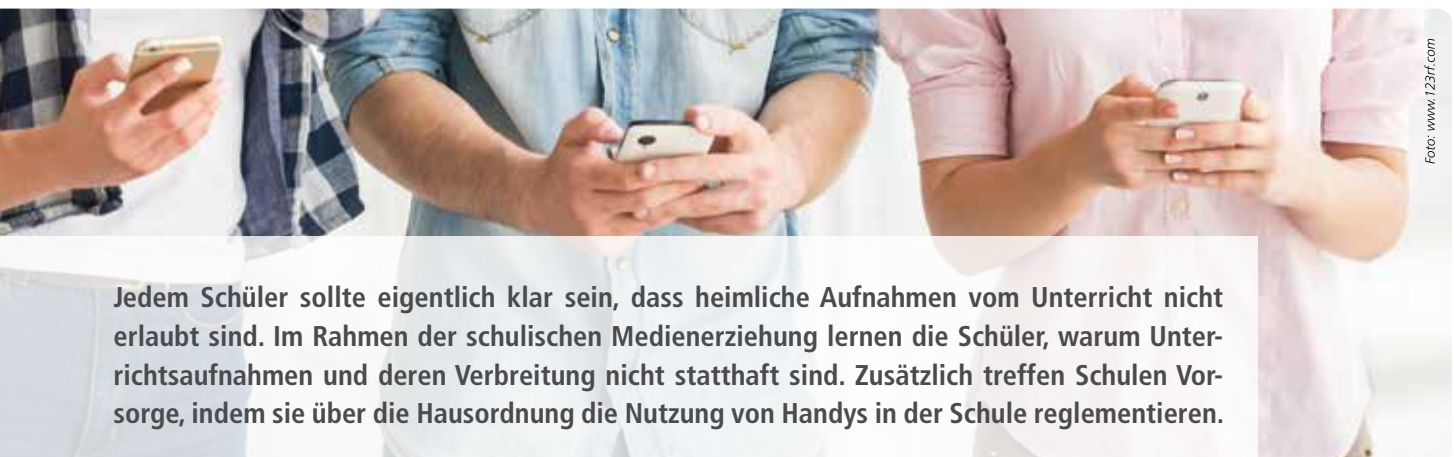 Foto: www.123rf.com
Jedem Schüler sollte eigentlich klar sein, dass heimliche Aufnahmen vom Unterricht nicht
erlaubt sind. Im Rahmen der schulischen Medienerziehung lernen die Schüler, warum Unter-
richtsaufnahmen und deren Verbreitung nicht statthaft sind. Zusätzlich treffen Schulen Vor-
sorge, indem sie über die Hausordnung die Nutzung von Handys in der Schule reglementieren.